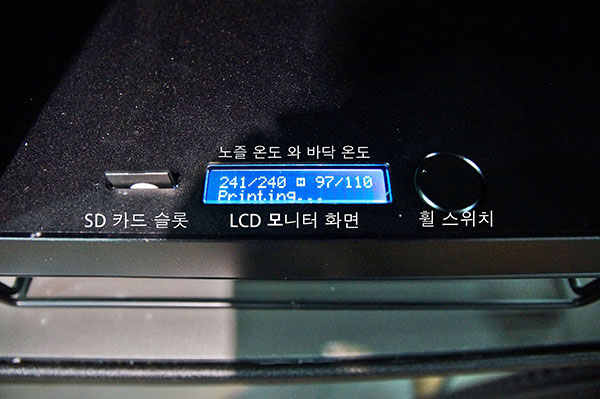 노즐 온도 와 바닥 온도
241/240 97/110
Printing...
SD 카드 슬롯
LCD 모니터 화면
휠 스위치